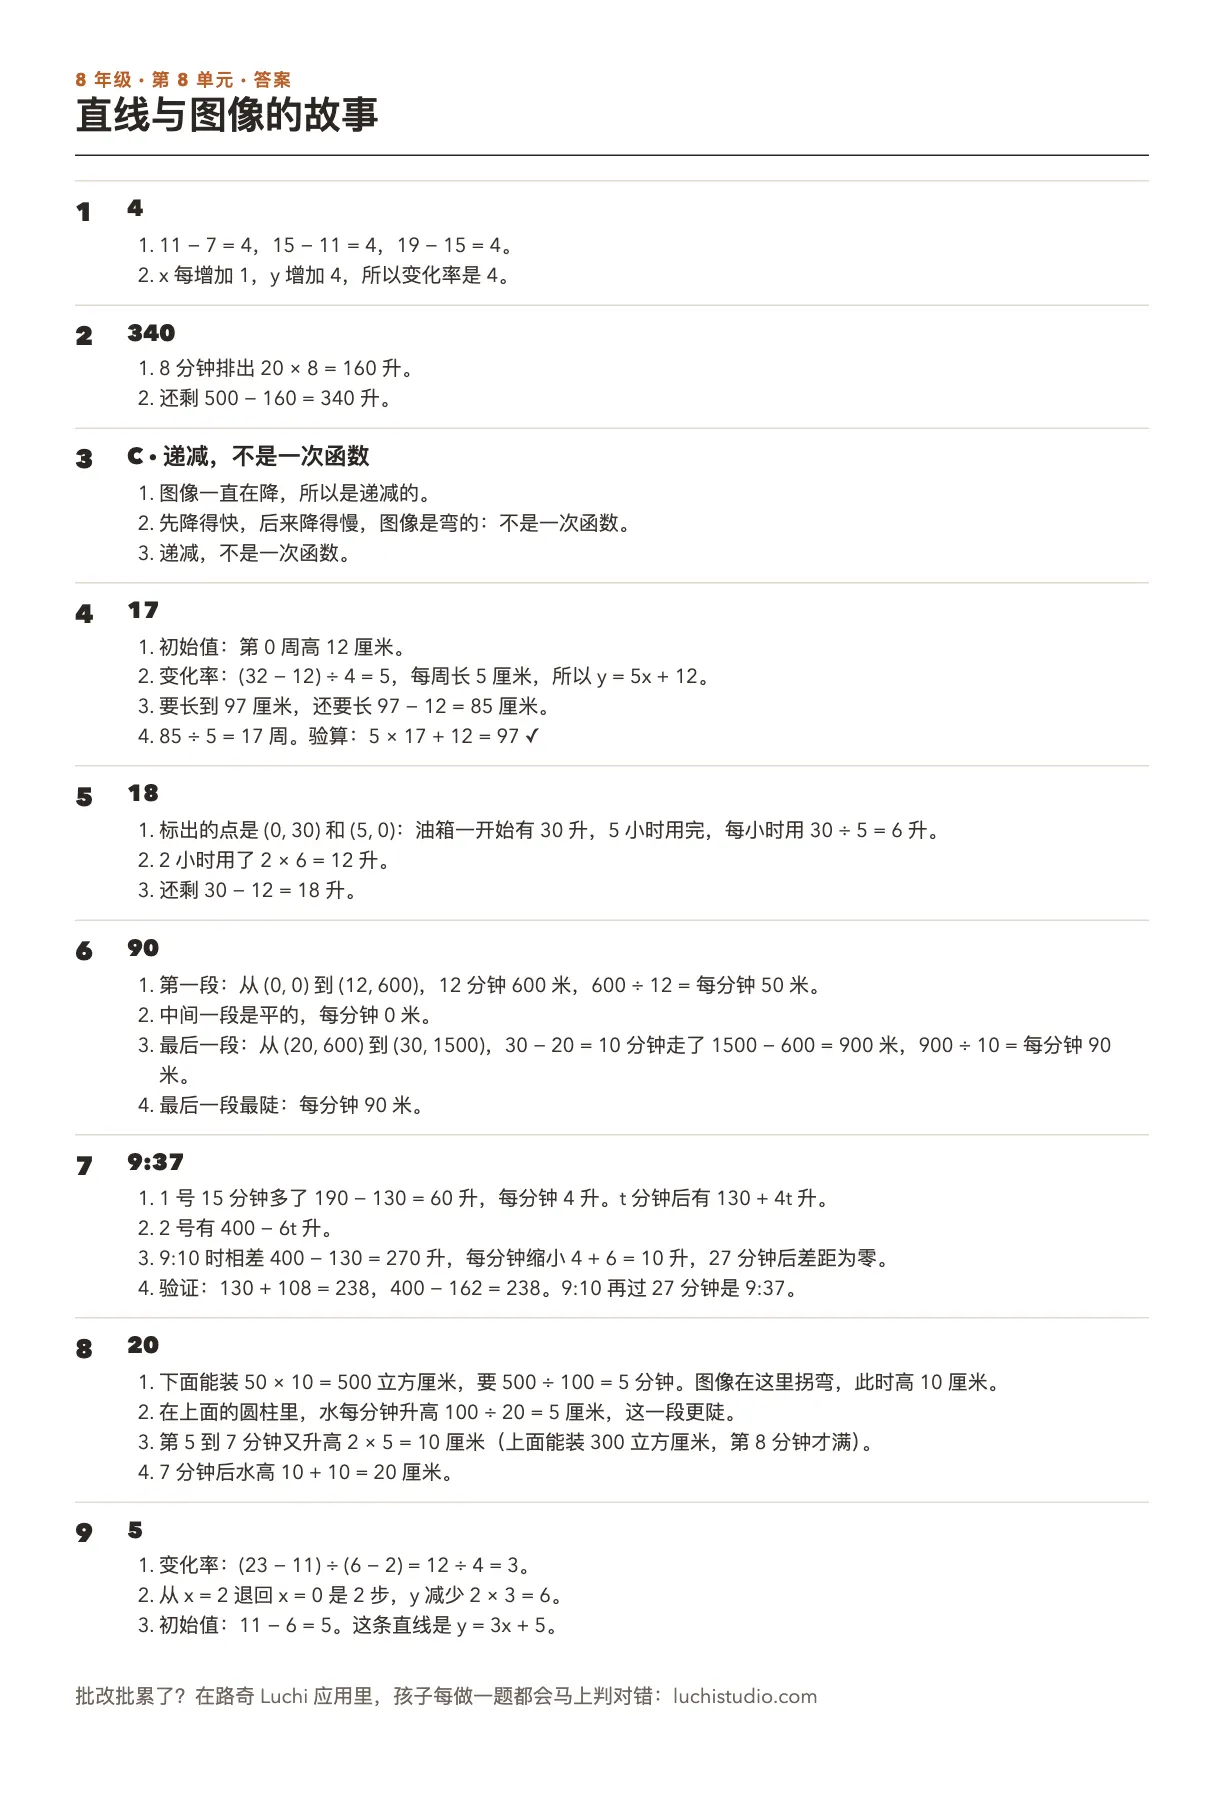 8 年级 · 第 8 单元 · 答案
直线与图像的故事
1 4
1. 11 − 7 = 4，15 − 11 = 4，19 − 15 = 4。
2. x 每增加 1，y 增加 4，所以变化率是 4。
2 340
1. 8 分钟排出 20 × 8 = 160 升。
2. 还剩 500 − 160 = 340 升。
3 C · 递减，不是一次函数
1. 图像一直在降，所以是递减的。
2. 先降得快，后来降得慢，图像是弯的：不是一次函数。
3. 递减，不是一次函数。
4 17
1. 初始值：第 0 周高 12 厘米。
2. 变化率：(32 − 12) ÷ 4 = 5，每周长 5 厘米，所以 y = 5x + 12。
3. 要长到 97 厘米，还要长 97 − 12 = 85 厘米。
4. 85 ÷ 5 = 17 周。验算：5 × 17 + 12 = 97 ✓
5 18
1. 标出的点是 (0, 30) 和 (5, 0)：油箱一开始有 30 升，5 小时用完，每小时用 30 ÷ 5 = 6 升。
2. 2 小时用了 2 × 6 = 12 升。
3. 还剩 30 − 12 = 18 升。
6 90
1. 第一段：从 (0, 0) 到 (12, 600)，12 分钟 600 米，600 ÷ 12 = 每分钟 50 米。
2. 中间一段是平的，每分钟 0 米。
3. 最后一段：从 (20, 600) 到 (30, 1500)，30 − 20 = 10 分钟走了 1500 − 600 = 900 米，900 ÷ 10 = 每分钟 90
米。
4. 最后一段最陡：每分钟 90 米。
7 9:37
1. 1 号 15 分钟多了 190 − 130 = 60 升，每分钟 4 升。t 分钟后有 130 + 4t 升。
2. 2 号有 400 − 6t 升。
3. 9:10 时相差 400 − 130 = 270 升，每分钟缩小 4 + 6 = 10 升，27 分钟后差距为零。
4. 验证：130 + 108 = 238，400 − 162 = 238。9:10 再过 27 分钟是 9:37。
8 20
1. 下面能装 50 × 10 = 500 立方厘米，要 500 ÷ 100 = 5 分钟。图像在这里拐弯，此时高 10 厘米。
2. 在上面的圆柱里，水每分钟升高 100 ÷ 20 = 5 厘米，这一段更陡。
3. 第 5 到 7 分钟又升高 2 × 5 = 10 厘米（上面能装 300 立方厘米，第 8 分钟才满）。
4. 7 分钟后水高 10 + 10 = 20 厘米。
9 5
1. 变化率：(23 − 11) ÷ (6 − 2) = 12 ÷ 4 = 3。
2. 从 x = 2 退回 x = 0 是 2 步，y 减少 2 × 3 = 6。
3. 初始值：11 − 6 = 5。这条直线是 y = 3x + 5。
批改批累了？在路奇 Luchi 应用里，孩子每做一题都会马上判对错：luchistudio.com